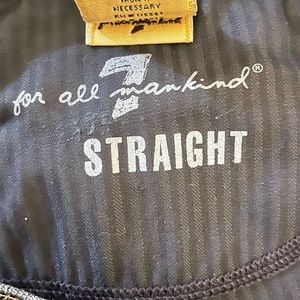 NECESSARY
for all 7 mankind®
STRAIGHT